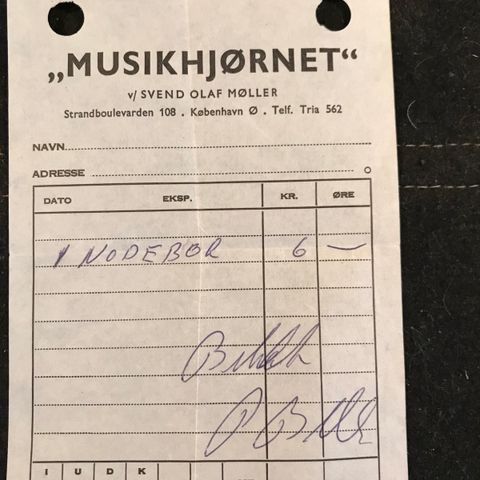 „MUSIKHJØRNET“
v/ SVEND OLAF MØLLER
Strandboulevarden 108 . København Ø . Telf. Tria 562
NAVN
ADRESSE
DATO EKSP. KR. ØRE
1 NODEBOR 6 —
I U D K